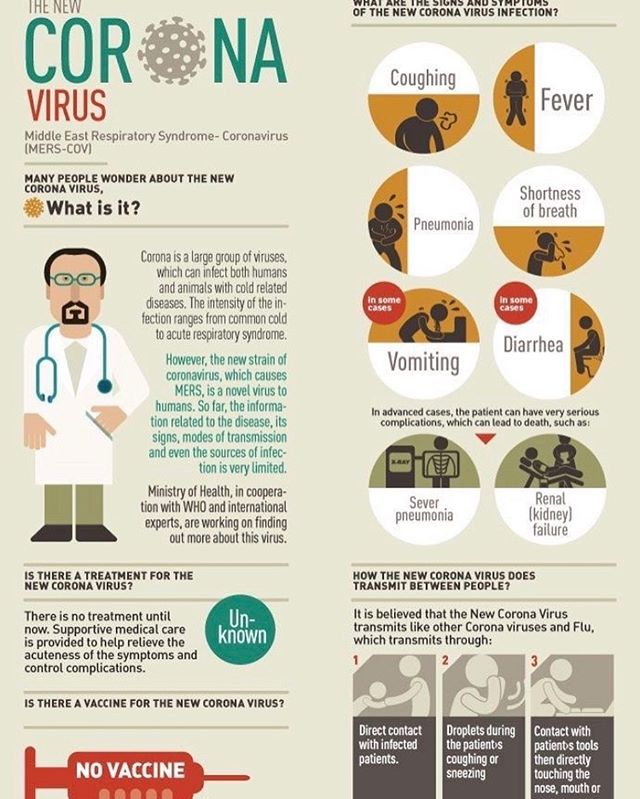 THE NEW
CORONA
VIRUS
Middle East Respiratory Syndrome- Coronavirus
(MERS-COV)
MANY PEOPLE WONDER ABOUT THE NEW
CORONA VIRUS,
What is it?
Corona is a large group of viruses,
which can infect both humans
and animals with cold related
diseases. The intensity of the in-
fection ranges from common cold
to acute respiratory syndrome.
However, the new strain of
coronavirus, which causes
MERS, is a novel virus to
humans. So far, the informa-
tion related to the disease, its
signs, modes of transmission
and even the sources of infec-
tion is very limited.
Ministry of Health, in coopera-
tion with WHO and international
experts, are working on finding
out more about this virus.
IS THERE A TREATMENT FOR THE
NEW CORONA VIRUS?
There is no treatment until
now. Supportive medical care
is provided to help relieve the
acuteness of the symptoms and
control complications.
Un-
known
IS THERE A VACCINE FOR THE NEW CORONA VIRUS?
NO VACCINE
WHAT ARE THE SIGNS AND SYMPTOMS
OF THE NEW CORONA VIRUS INFECTION?
Coughing
Fever
Pneumonia
Shortness
of breath
In some
cases
Vomiting
In some
cases
Diarrhea
In advanced cases, the patient can have very serious
complications, which can lead to death, such as:
X-RAY
Sever
pneumonia
Renal
(kidney)
failure
HOW THE NEW CORONA VIRUS DOES
TRANSMIT BETWEEN PEOPLE?
It is believed that the New Corona Virus
transmits like other Corona viruses and Flu,
which transmits through:
1
Direct contact
with infected
patients.
2
Droplets during
the patient›s
coughing or
sneezing
3
Contact with
patient›s tools
then directly
touching the
nose, mouth or